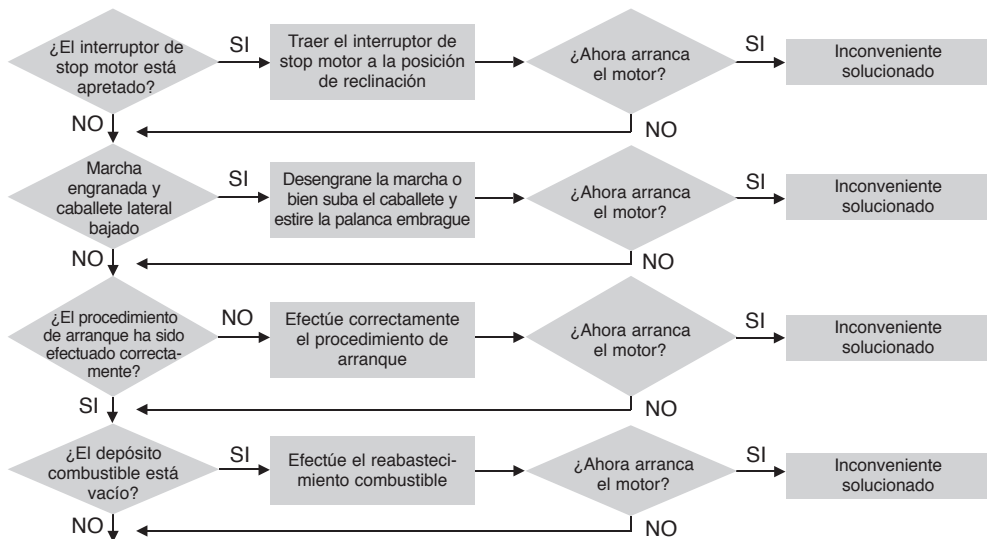 ¿El interruptor de
stop motor está
apretado?
SI
Traer el interruptor de
stop motor a la posición
de reclinación
¿Ahora arranca
el motor?
SI
Inconveniente
solucionado
NO
NO
Marcha
engranada y
caballete lateral
bajado
SI
Desengrane la marcha o
bien suba el caballete y
estire la palanca embrague
¿Ahora arranca
el motor?
SI
Inconveniente
solucionado
NO
NO
¿El procedimiento
de arranque ha sido
efectuado correcta-
mente?
NO
Efectúe correctamente
el procedimiento de
arranque
¿Ahora arranca
el motor?
SI
Inconveniente
solucionado
SI
NO
¿El depósito
combustible está
vacío?
SI
Efectúe el reabasteci-
miento combustible
¿Ahora arranca
el motor?
SI
Inconveniente
solucionado
NO
NO